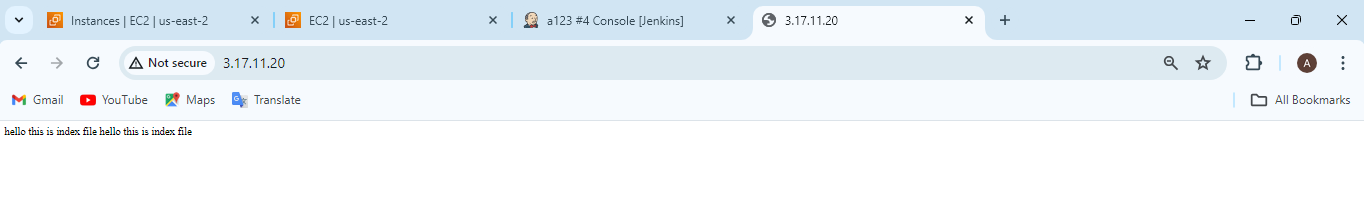 Instances | EC2 | us-east-2
EC2 | us-east-2
a123 #4 Console [Jenkins]
3.17.11.20
Not secure
3.17.11.20
A
Gmail
YouTube
Maps
Translate
All Bookmarks
hello this is index file hello this is index file